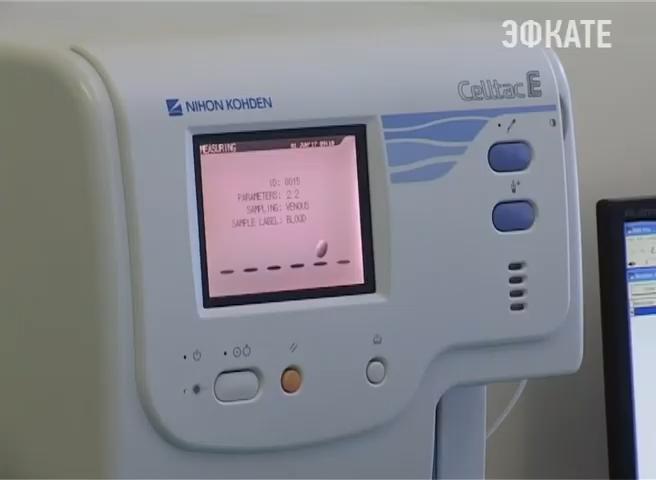 ЭФКАТЕ
NIHON KOHDEN
Celltac E
MEASURING
ID: 0015
PARAMETERS: 22
SAMPLING: VENOUS
SAMPLE LABEL: BLOOD